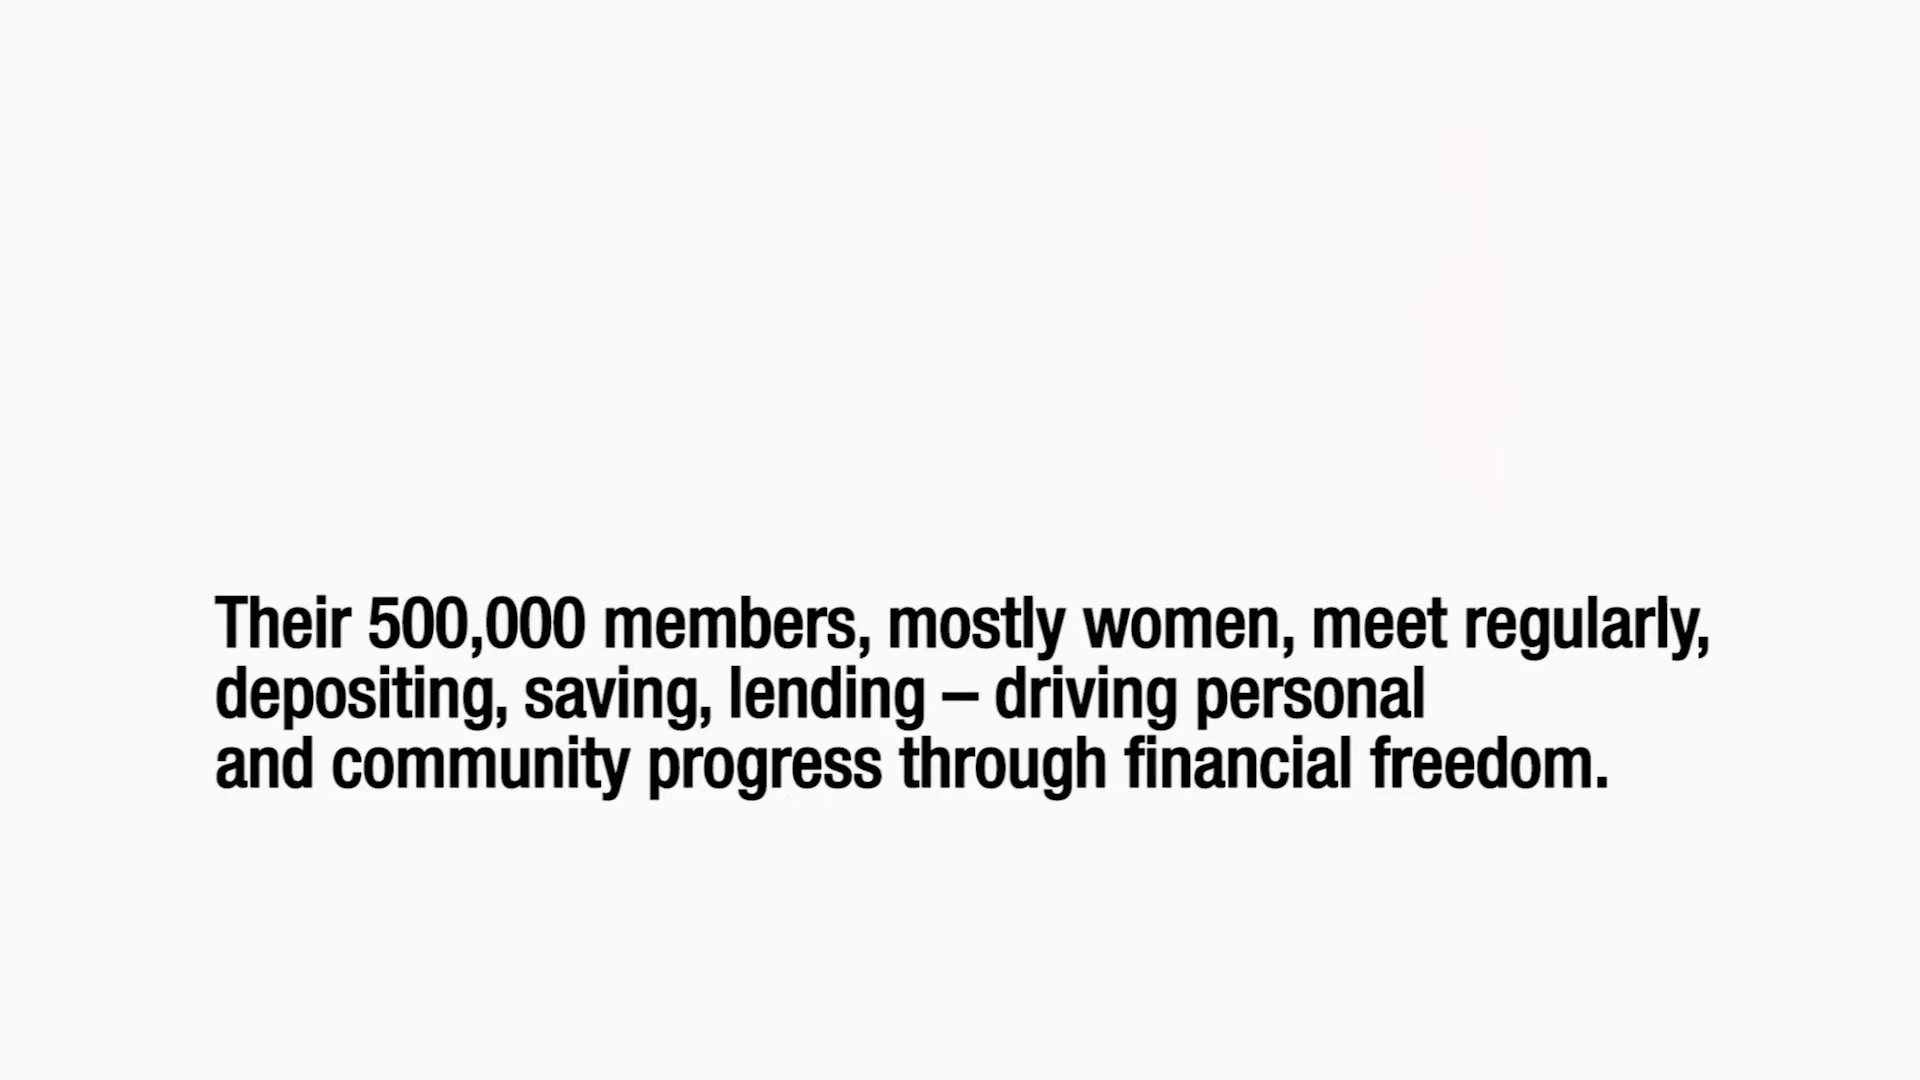 Their 500,000 members, mostly women, meet regularly,
depositing, saving, lending – driving personal
and community progress through financial freedom.